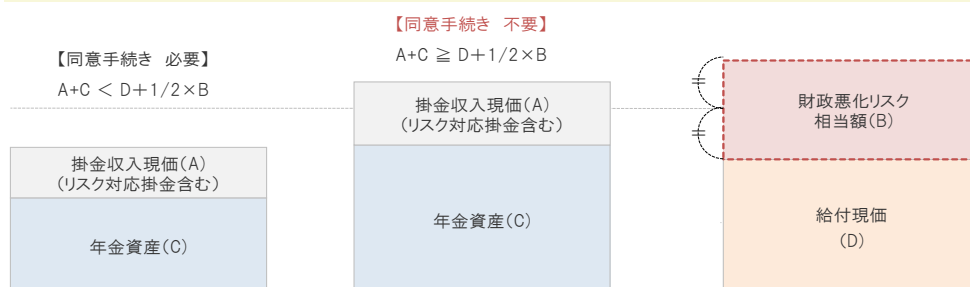 【同意手続き 必要】
A+C < D+1/2×B
掛金収入現価(A)
(リスク対応掛金含む)
年金資産(C)
【同意手続き 不要】
A+C ≧ D+1/2×B
掛金収入現価(A)
(リスク対応掛金含む)
年金資産(C)
財政悪化リスク
相当額(B)
給付現価
(D)